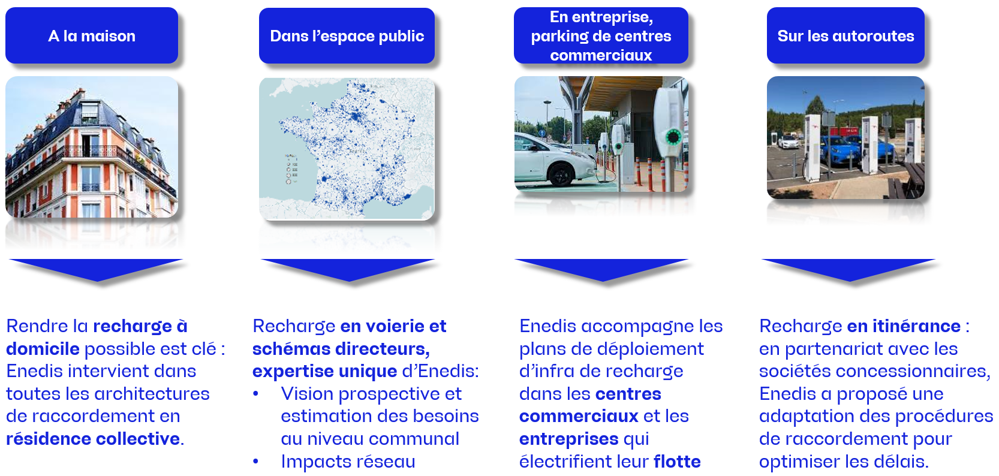 A la maison
Dans l’espace public
En entreprise,
parking de centres
commerciaux
Sur les autoroutes
Rendre la recharge à
domicile possible est clé :
Enedis intervient dans
toutes les architectures
de raccordement en
résidence collective.
Recharge en voierie et
schémas directeurs,
expertise unique d’Enedis:
• Vision prospective et
estimation des besoins
au niveau communal
• Impacts réseau
Enedis accompagne les
plans de déploiement
d’infra de recharge
dans les centres
commerciaux et les
entreprises qui
électrifient leur flotte
Recharge en itinérance :
en partenariat avec les
sociétés concessionnaires,
Enedis a proposé une
adaptation des procédures
de raccordement pour
optimiser les délais.